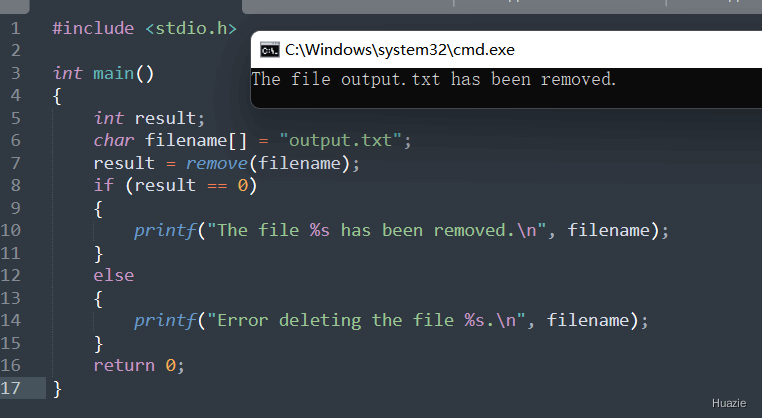 1 #include <stdio.h>
2
3 int main()
4 {
5     int result;
6     char filename[] = "output.txt";
7     result = remove(filename);
8     if (result == 0)
9     {
10         printf("The file %s has been removed.\n", filename);
11     }
12     else
13     {
14         printf("Error deleting the file %s.\n", filename);
15     }
16     return 0;
17 }
C:\Windows\system32\cmd.exe
The file output.txt has been removed.
Huazie